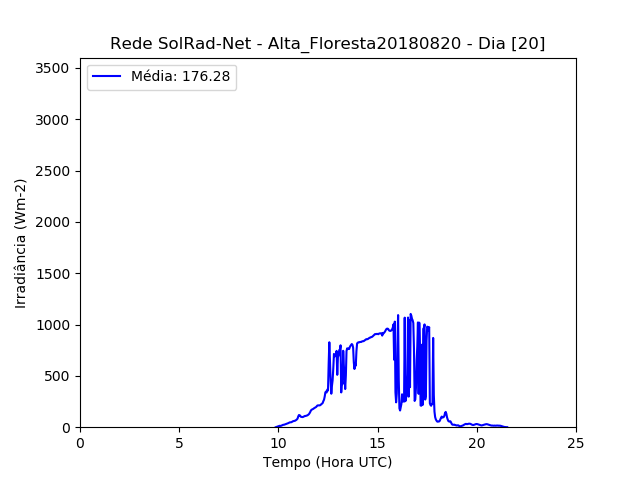 Rede SolRad-Net - Alta_Floresta20180820 - Dia [20]
Média: 176.28
Irradiância (Wm-2)
3500
3000
2500
2000
1500
1000
500
0
0 5 10 15 20 25
Tempo (Hora UTC)